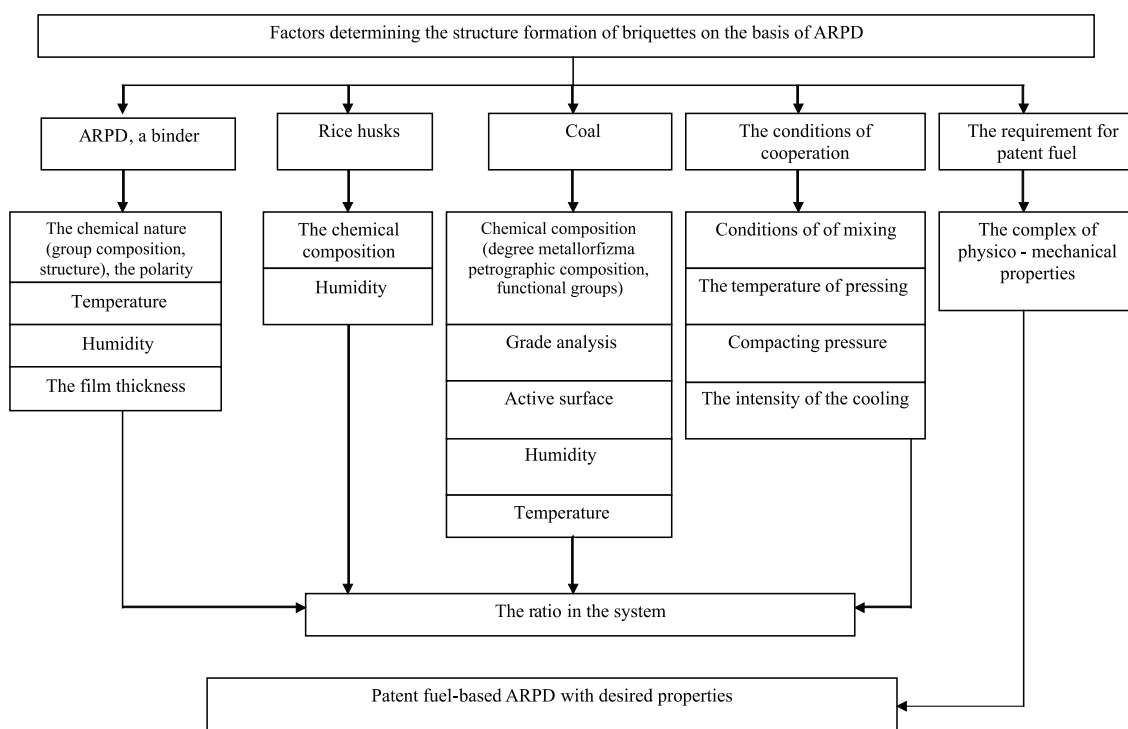 Factors determining the structure formation of briquettes on the basis of ARPD
ARPD, a binder
Rice husks
Coal
The conditions of
cooperation
The requirement for
patent fuel
The chemical nature
(group composition,
structure), the polarity
Temperature
Humidity
The film thickness
The chemical
composition
Humidity
Chemical composition
(degree metallorfizma
petrographic composition,
functional groups)
Grade analysis
Active surface
Humidity
Temperature
Conditions of of mixing
The temperature of pressing
Compacting pressure
The intensity of the cooling
The complex of
physico - mechanical
properties
The ratio in the system
Patent fuel-based ARPD with desired properties